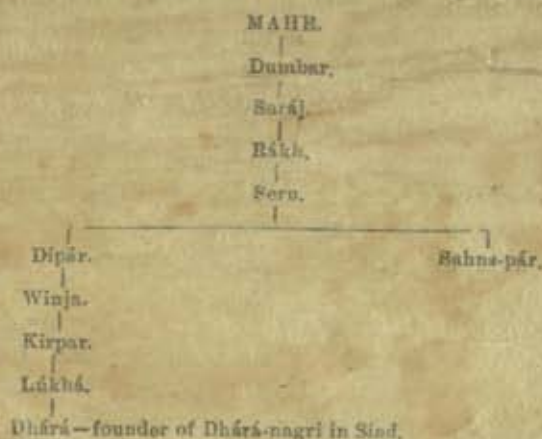 MAHR.
Dumbar.
Saráj.
Rákh.
Seru.
Dípár. Sahns-pár.
Winja.
Kirpar.
Lúkhá.
Dhárá—founder of Dhárá-nagri in Sind.